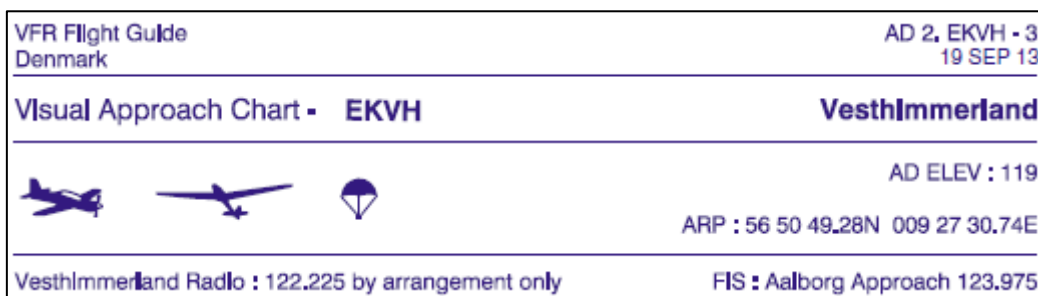 VFR Flight Guide
Denmark
AD 2. EKVH - 3
19 SEP 13
Visual Approach Chart - EKVH
Vesthimmerland
AD ELEV : 119
ARP : 56 50 49.28N 009 27 30.74E
Vesthimmerland Radio : 122.225 by arrangement only
FIS : Aalborg Approach 123.975